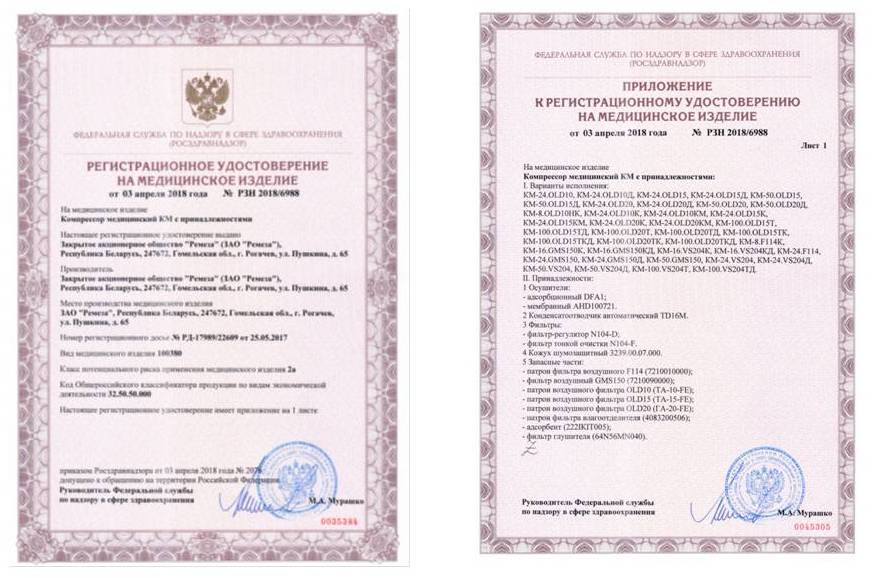 ФЕДЕРАЛЬНАЯ СЛУЖБА ПО НАДЗОРУ В СФЕРЕ ЗДРАВООХРАНЕНИЯ
(РОСЗДРАВНАДЗОР)
РЕГИСТРАЦИОННОЕ УДОСТОВЕРЕНИЕ
НА МЕДИЦИНСКОЕ ИЗДЕЛИЕ
от 03 апреля 2018 года № РЗН 2018/6988
На медицинское изделие
Компрессор медицинский КМ с принадлежностями
Настоящее регистрационное удостоверение выдано
Закрытое акционерное общество "Ремеза" (ЗАО "Ремеза"),
Республика Беларусь, 247672, Гомельская обл., г. Рогачев, ул. Пушкина, д. 65
Производитель
Закрытое акционерное общество "Ремеза" (ЗАО "Ремеза"),
Республика Беларусь, 247672, Гомельская обл., г. Рогачев, ул. Пушкина, д. 65
Место производства медицинского изделия
ЗАО "Ремеза", Республика Беларусь, 247672, Гомельская обл., г. Рогачев,
ул. Пушкина, д. 65
Номер регистрационного досье № РД-17989/22609 от 25.05.2017
Вид медицинского изделия 100380
Класс потенциального риска применения медицинского изделия 2а
Код Общероссийского классификатора продукции по видам экономической
деятельности 32.50.50.000
Настоящее регистрационное удостоверение имеет приложение на 1 листе
приказом Росздравнадзора от 03 апреля 2018 года №
допущено к обращению на территории Российской Федерации.
Руководитель Федеральной службы
по надзору в сфере здравоохранения
М.А. Мурашко
0035384
ФЕДЕРАЛЬНАЯ СЛУЖБА ПО НАДЗОРУ В СФЕРЕ ЗДРАВООХРАНЕНИЯ
(РОСЗДРАВНАДЗОР)
ПРИЛОЖЕНИЕ
К РЕГИСТРАЦИОННОМУ УДОСТОВЕРЕНИЮ
НА МЕДИЦИНСКОЕ ИЗДЕЛИЕ
от 03 апреля 2018 года № РЗН 2018/6988
Лист 1
На медицинское изделие
Компрессор медицинский КМ с принадлежностями:
I. Варианты исполнения:
КМ-24.OLD10, КМ-24.OLD10Д, КМ-24.OLD15, КМ-24.OLD15Д, КМ-50.OLD15,
КМ-50.OLD15Д, КМ-24.OLD20, КМ-24.OLD20Д, КМ-50.OLD20, КМ-50.OLD20Д,
КМ-8.OLD10НК, КМ-24.OLD10К, КМ-24.OLD10КМ, КМ-24.OLD15К,
КМ-24.OLD15КМ, КМ-24.OLD20К, КМ-24.OLD20КМ, КМ-100.OLD15Т,
КМ-100.OLD15ТД, КМ-100.OLD20Т, КМ-100.OLD20ТД, КМ-100.OLD15ТК,
КМ-100.OLD15ТКД, КМ-100.OLD20ТК, КМ-100.OLD20ТКД, КМ-8.F114К,
КМ-16.GMS150К, КМ-16.GMS150КД, КМ-16.VS204К, КМ-16.VS204КД, КМ-24.F114,
КМ-24.GMS150, КМ-24.GMS150Д, КМ-50.GMS150, КМ-24.VS204, КМ-24.VS204Д,
КМ-50.VS204, КМ-50.VS204Д, КМ-100.VS204Т, КМ-100.VS204ТД.
II. Принадлежности:
1 Осушители:
- адсорбционный DFA1;
- мембранный AHD100721.
2 Конденсатоотводчик автоматический TD16M.
3 Фильтры:
- фильтр-регулятор N104-D;
- фильтр тонкой очистки N104-F.
4 Кожух шумозащитный 3239.00.07.000.
5 Запасные части:
- патрон фильтра воздушного F114 (7210010000);
- фильтр воздушный GMS150 (7210090000);
- патрон воздушного фильтра OLD10 (TA-10-FE);
- патрон воздушного фильтра OLD15 (TA-15-FE);
- патрон воздушного фильтра OLD20 (TA-20-FE);
- патрон фильтра влагоотделителя (4083200506);
- адсорбент (222KIT005);
- фильтр глушителя (64N56MN040).
Руководитель Федеральной службы
по надзору в сфере здравоохранения
М.А. Мурашко
0045305